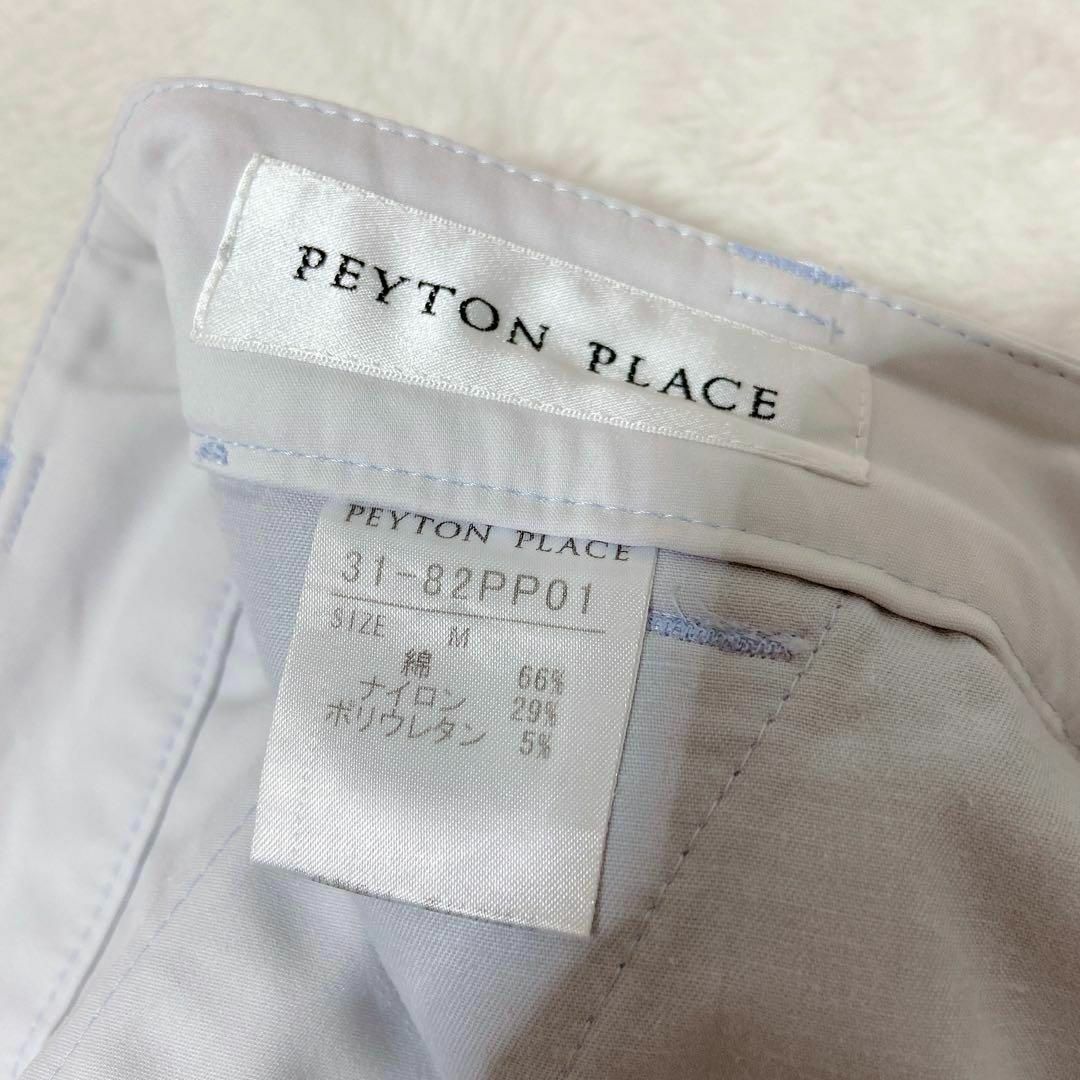 PEYTON PLACE
PEYTON PLACE
31-82PP01
SIZE M
綿 66%
ナイロン 29%
ポリウレタン 5%